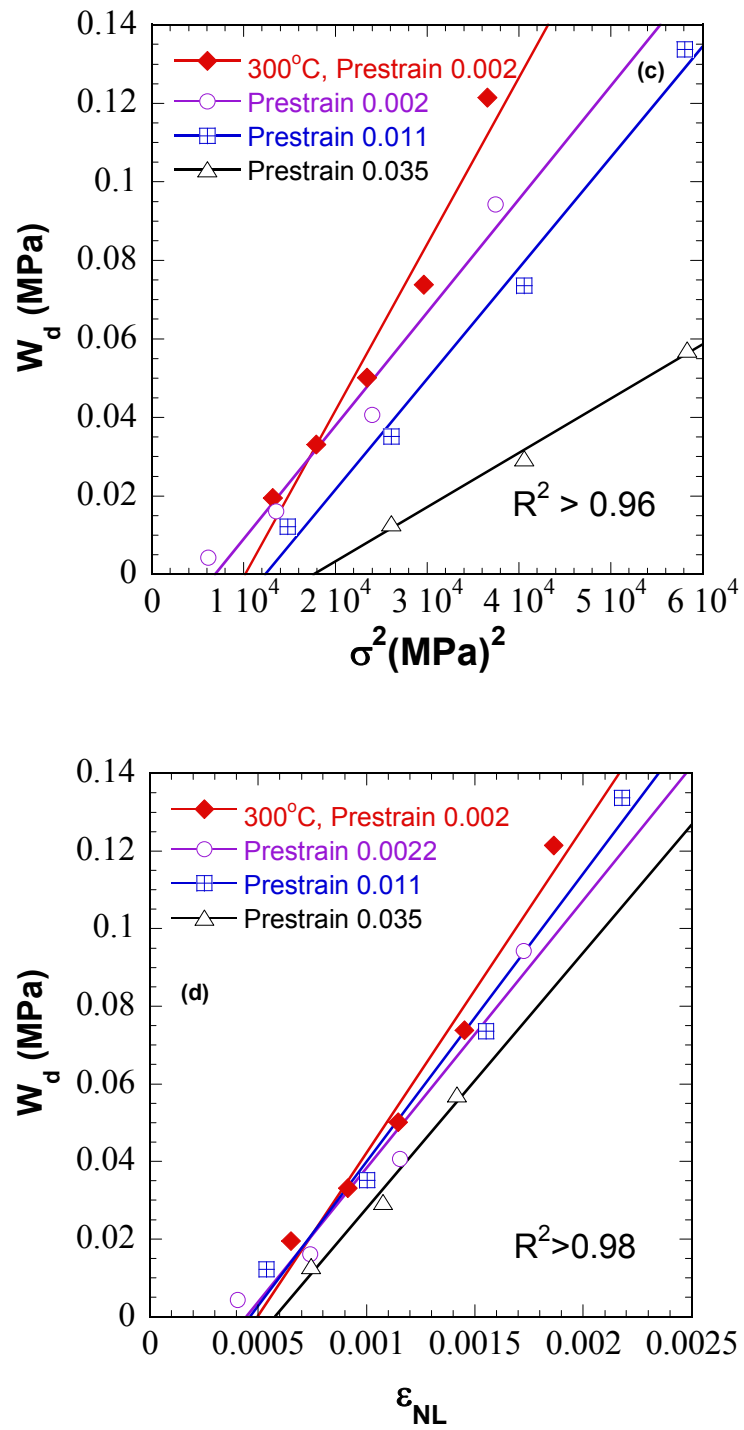 0.14
0.12
0.1
0.08
0.06
0.04
0.02
0
W_d (MPa)
300°C, Prestrain 0.002
Prestrain 0.002
Prestrain 0.011
Prestrain 0.035
(c)
R² > 0.96
0 1 10⁴ 2 10⁴ 3 10⁴ 4 10⁴ 5 10⁴ 6 10⁴
σ²(MPa)²
0.14
0.12
0.1
0.08
0.06
0.04
0.02
0
W_d (MPa)
300°C, Prestrain 0.002
Prestrain 0.0022
Prestrain 0.011
Prestrain 0.035
(d)
R²>0.98
0 0.0005 0.001 0.0015 0.002 0.0025
ε_NL